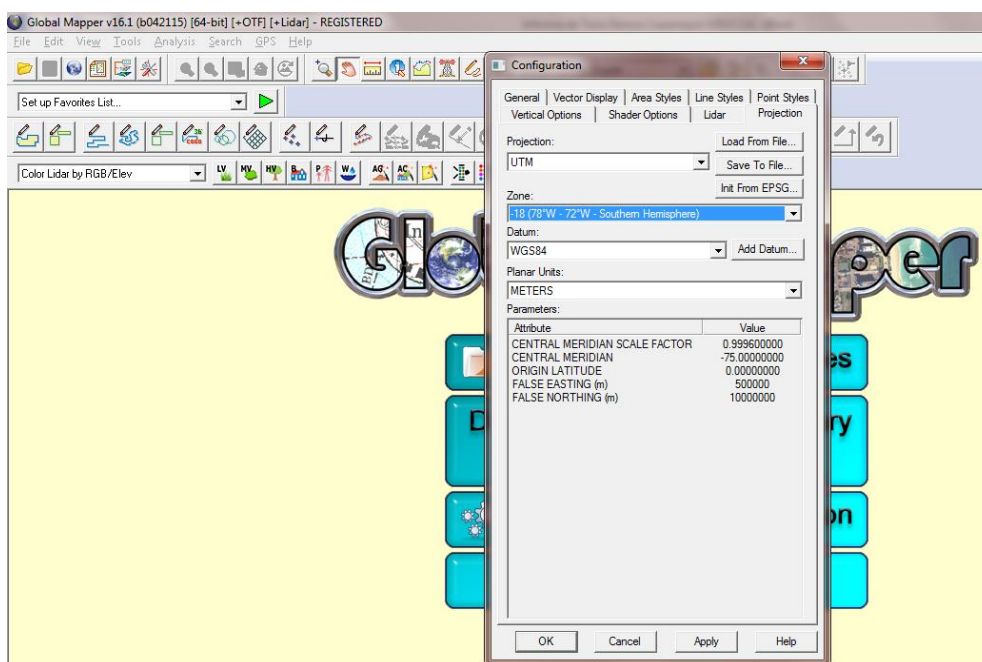 Global Mapper v16.1 (b042115) [64-bit] [+OTF] [+Lidar] - REGISTERED
File Edit View Tools Analysis Search GPS Help
Set up Favorites List...
Color Lidar by RGB/Elev
LV MV HV
Configuration
General Vector Display Area Styles Line Styles Point Styles
Vertical Options Shader Options Lidar Projection
Projection:
Load From File...
UTM
Save To File...
Init From EPSG...
Zone:
-18 (78°W - 72°W - Southern Hemisphere)
Datum:
WGS84
Add Datum...
Planar Units:
METERS
Parameters:
Attribute Value
CENTRAL MERIDIAN SCALE FACTOR 0.999600000
CENTRAL MERIDIAN -75.00000000
ORIGIN LATITUDE 0.00000000
FALSE EASTING (m) 500000
FALSE NORTHING (m) 10000000
OK Cancel Apply Help